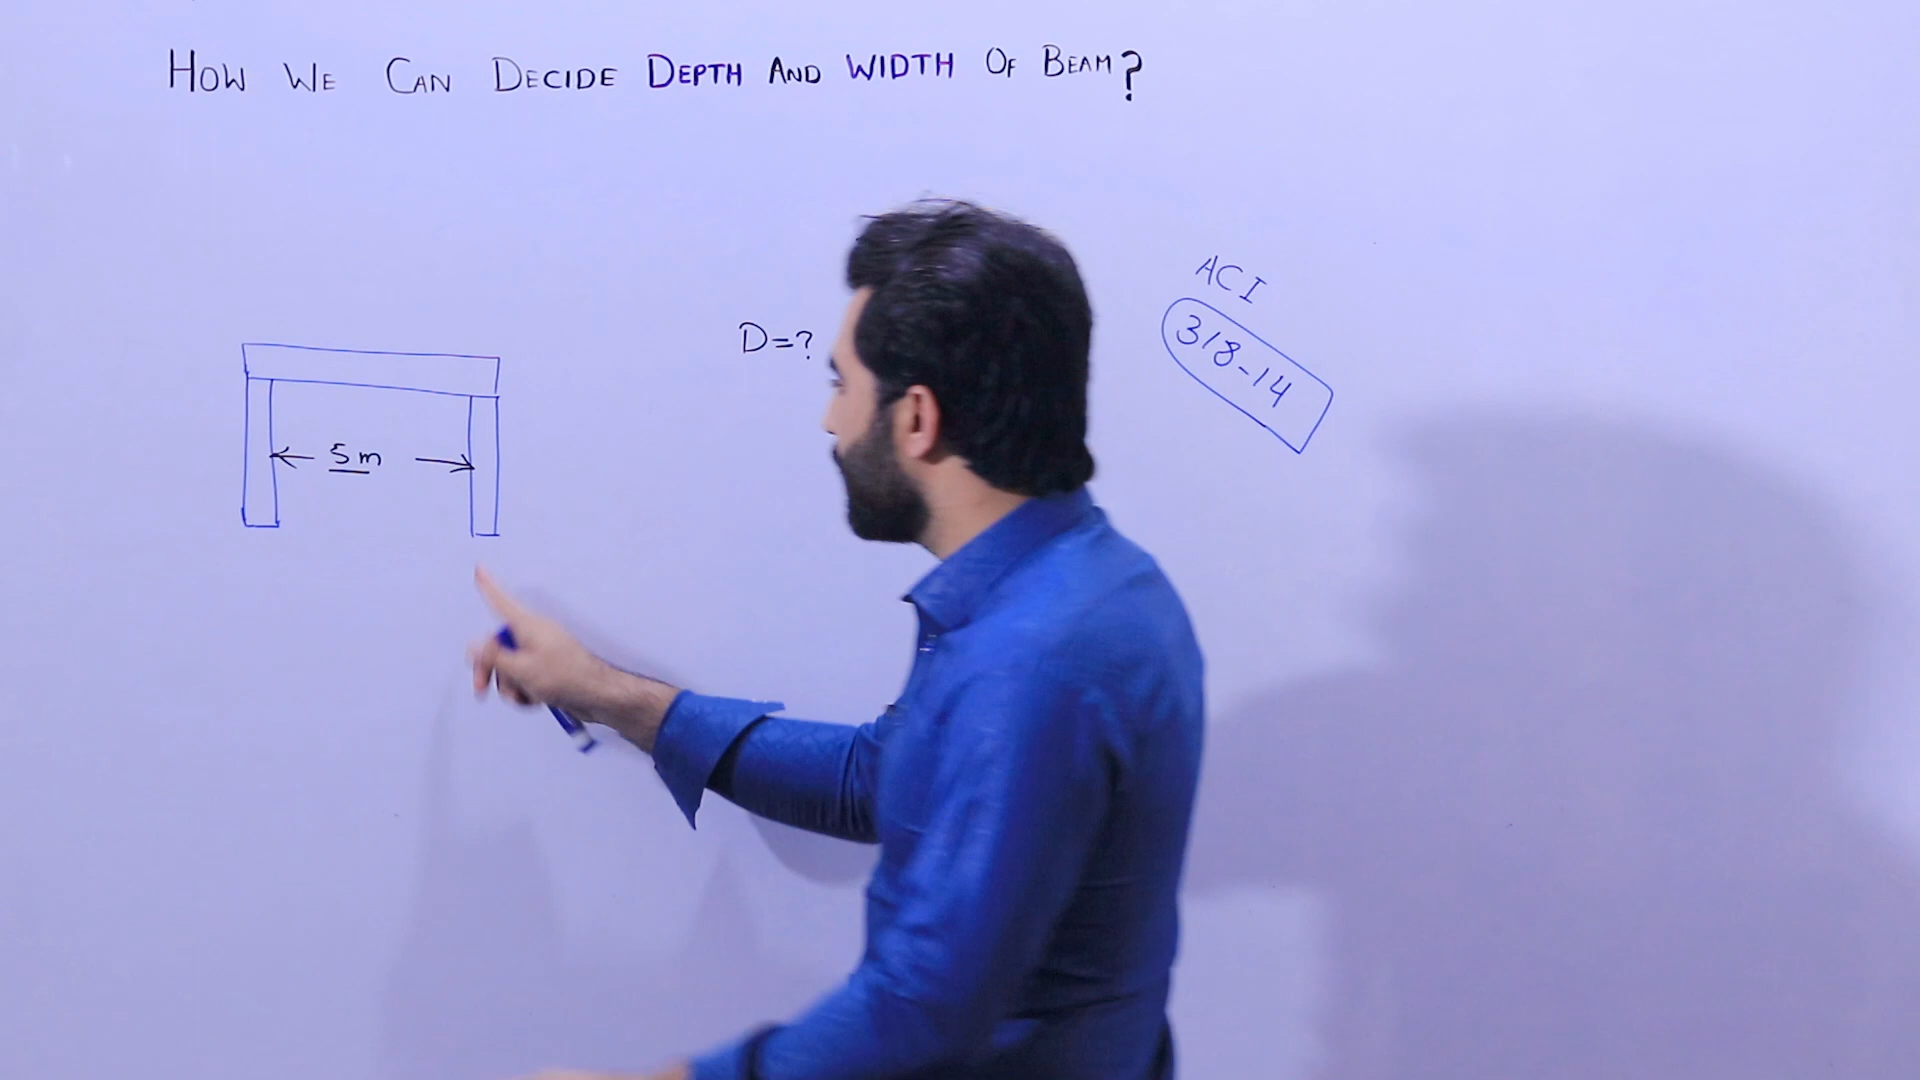 HOW WE CAN DECIDE DEPTH AND WIDTH OF BEAM?
ACI
318-14
D=?
5m